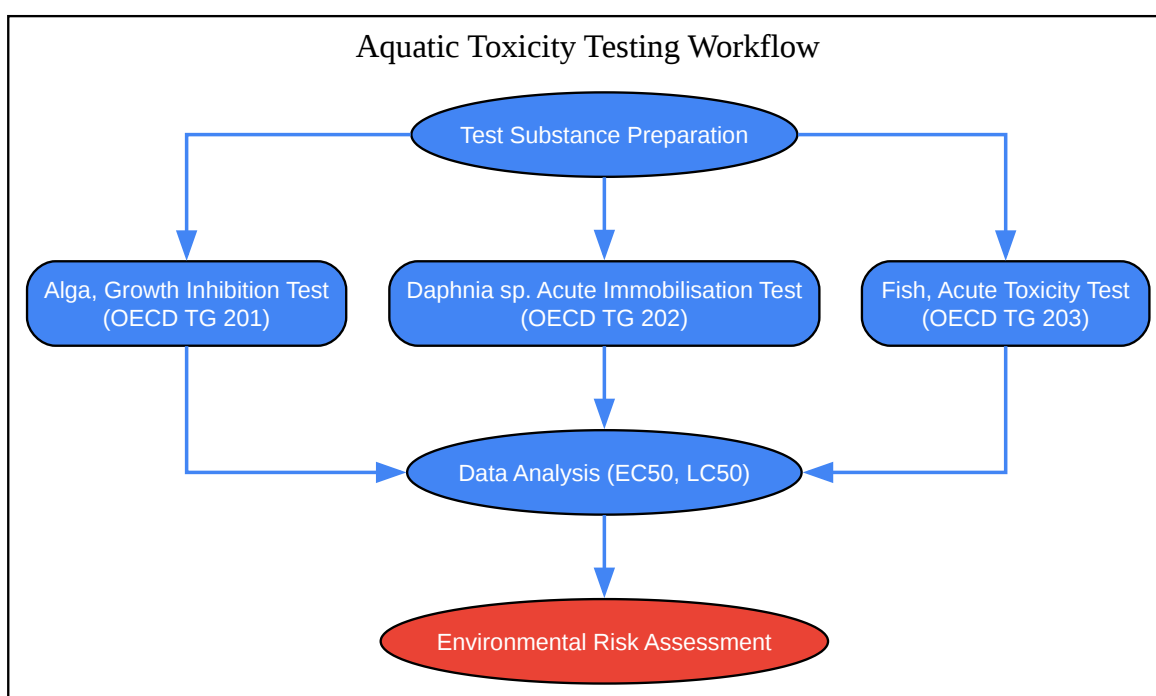 Aquatic Toxicity Testing Workflow
Test Substance Preparation
Alga, Growth Inhibition Test
(OECD TG 201)
Daphnia sp. Acute Immobilisation Test
(OECD TG 202)
Fish, Acute Toxicity Test
(OECD TG 203)
Data Analysis (EC50, LC50)
Environmental Risk Assessment